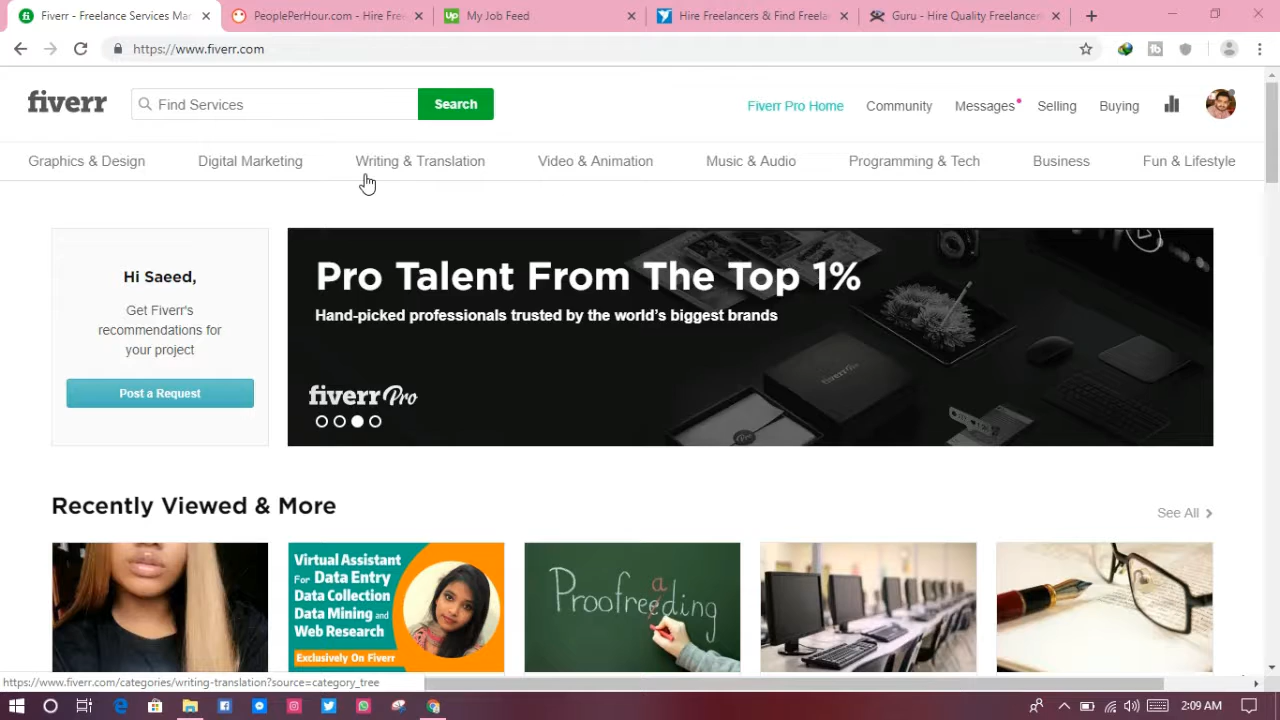 Fiverr - Freelance Services Mar
PeoplePerHour.com - Hire Free
My Job Feed
Hire Freelancers & Find Freela
Guru - Hire Quality Freelancer
https://www.fiverr.com
fiverr
Find Services
Search
Fiverr Pro Home
Community
Messages
Selling
Buying
Graphics & Design
Digital Marketing
Writing & Translation
Video & Animation
Music & Audio
Programming & Tech
Business
Fun & Lifestyle
Hi Saeed,
Get Fiverr's
recommendations for
your project
Post a Request
Pro Talent From The Top 1%
Hand-picked professionals trusted by the world's biggest brands
fiverr Pro
Recently Viewed & More
See All
Virtual Assistant
For Data Entry
Data Collection
Data Mining and
Web Research
Exclusively On Fiverr
Proofreeading
https://www.fiverr.com/categories/writing-translation?source=category_tree
2:09 AM